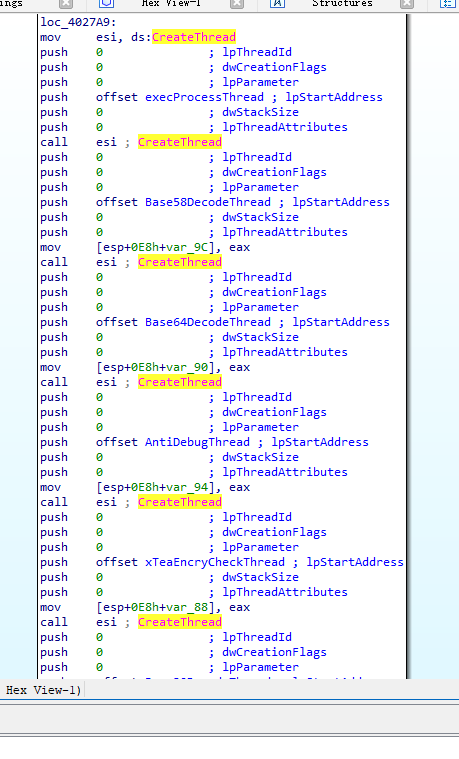 ngs
Hex View-1
Structures
loc_4027A9:
mov esi, ds:CreateThread
push 0 ; lpThreadId
push 0 ; dwCreationFlags
push 0 ; lpParameter
push offset execProcessThread ; lpStartAddress
push 0 ; dwStackSize
push 0 ; lpThreadAttributes
call esi ; CreateThread
push 0 ; lpThreadId
push 0 ; dwCreationFlags
push 0 ; lpParameter
push offset Base58DecodeThread ; lpStartAddress
push 0 ; dwStackSize
push 0 ; lpThreadAttributes
mov [esp+0E8h+var_9C], eax
call esi ; CreateThread
push 0 ; lpThreadId
push 0 ; dwCreationFlags
push 0 ; lpParameter
push offset Base64DecodeThread ; lpStartAddress
push 0 ; dwStackSize
push 0 ; lpThreadAttributes
mov [esp+0E8h+var_90], eax
call esi ; CreateThread
push 0 ; lpThreadId
push 0 ; dwCreationFlags
push 0 ; lpParameter
push offset AntiDebugThread ; lpStartAddress
push 0 ; dwStackSize
push 0 ; lpThreadAttributes
mov [esp+0E8h+var_94], eax
call esi ; CreateThread
push 0 ; lpThreadId
push 0 ; dwCreationFlags
push 0 ; lpParameter
push offset xTeaEncryCheckThread ; lpStartAddress
push 0 ; dwStackSize
push 0 ; lpThreadAttributes
mov [esp+0E8h+var_88], eax
call esi ; CreateThread
push 0 ; lpThreadId
push 0 ; dwCreationFlags
push 0 ; lpParameter
Hex View-1)